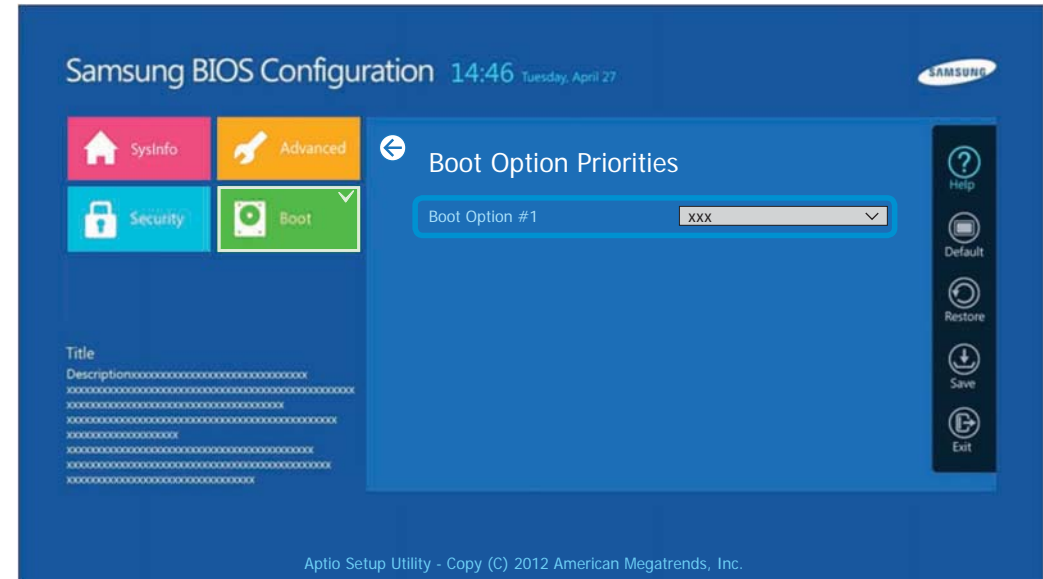 Samsung BIOS Configuration 14:46 Tuesday, April 27
SAMSUNG
SysInfo
Advanced
Security
Boot
Boot Option Priorities
Boot Option #1 xxx
Help
Default
Restore
Save
Exit
Title
Aptio Setup Utility - Copy (C) 2012 American Megatrends, Inc.